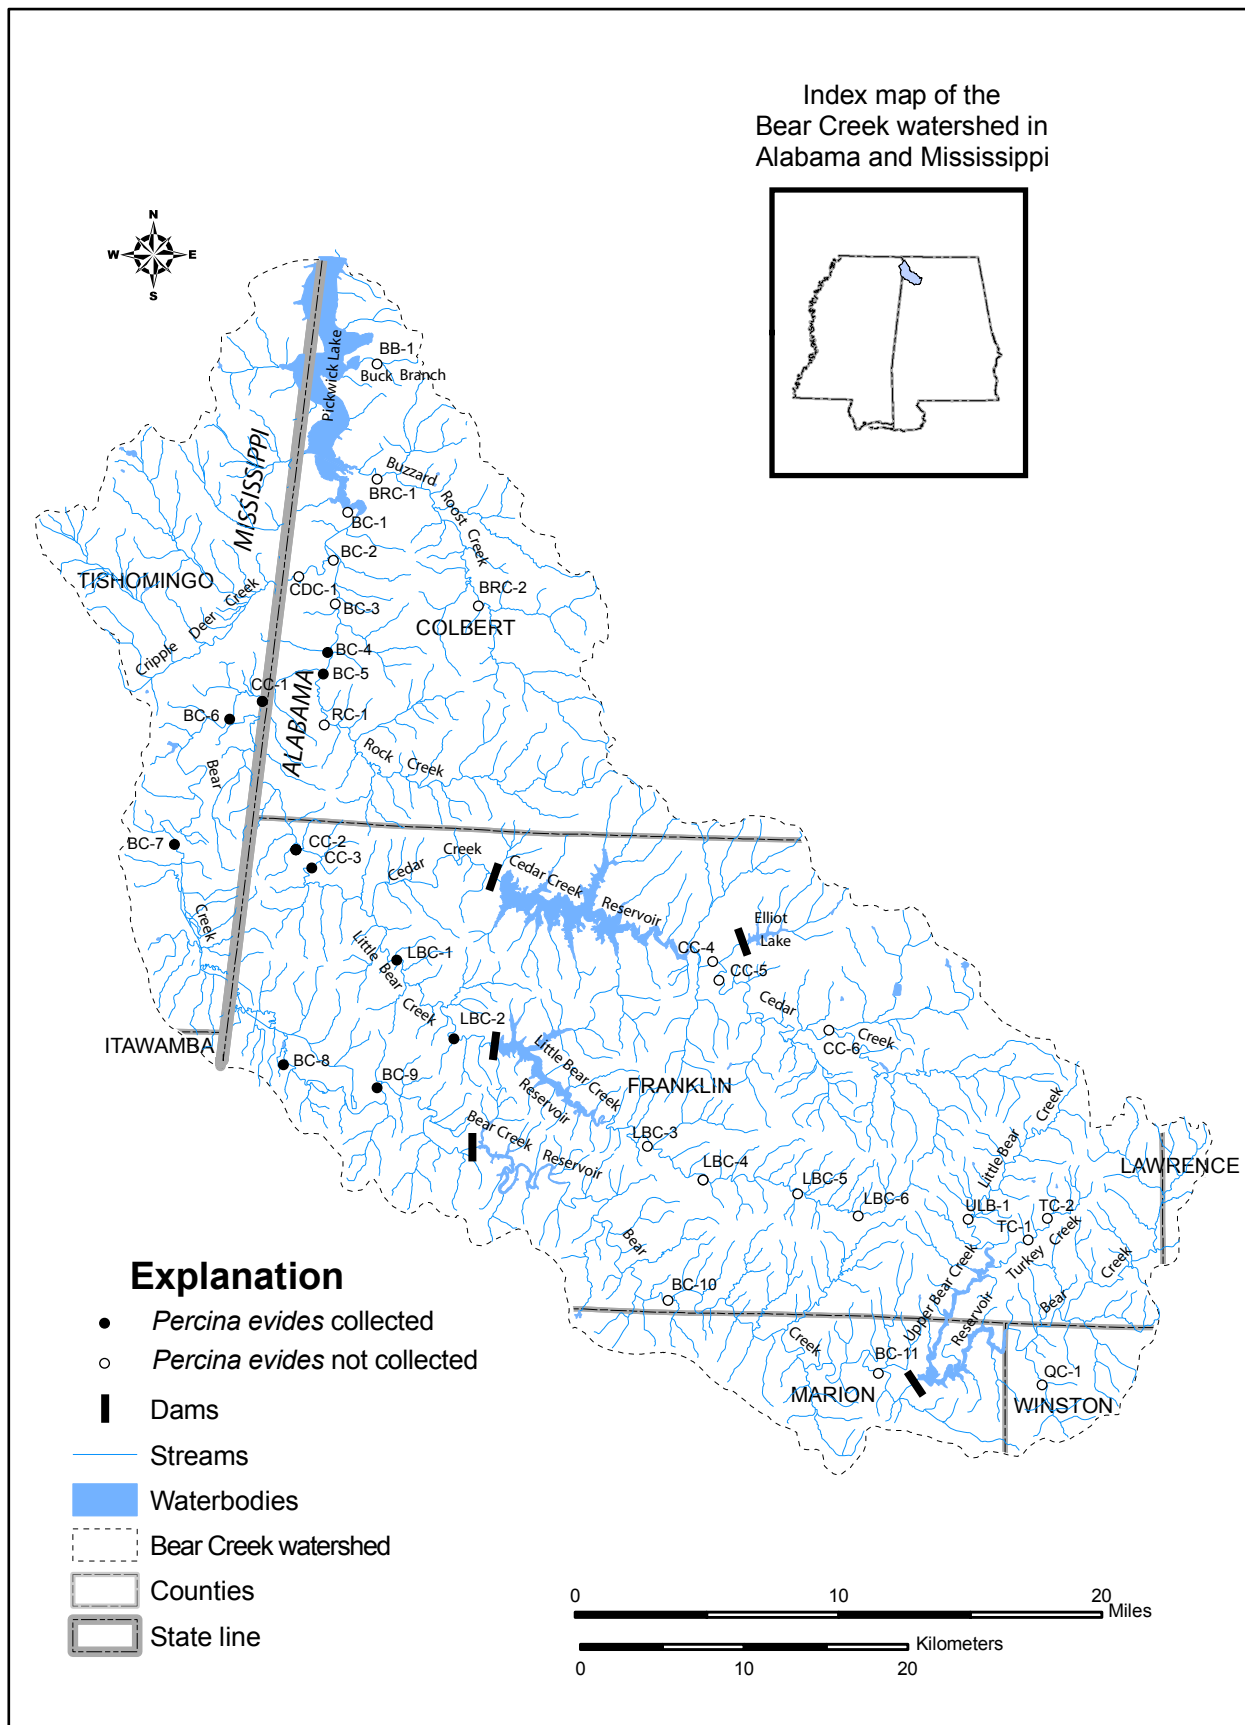 Index map of the
Bear Creek watershed in
Alabama and Mississippi
N
W
E
S
Pickwick Lake
BB-1
Buck Branch
MISSISSIPPI
Buzzard Roost Creek
BRC-1
BC-1
BC-2
TISHOMINGO
CDC-1
BRC-2
BC-3
Cripple Deer Creek
COLBERT
BC-4
BC-5
CC-1
ALABAMA
BC-6
RC-1
Rock Creek
Bear Creek
BC-7
CC-2
CC-3
Cedar Creek
Cedar Creek Reservoir
Elliot
Lake
CC-4
CC-5
LBC-1
Little Bear Creek
Cedar Creek
LBC-2
CC-6
ITAWAMBA
BC-8
BC-9
Little Bear Creek
Reservoir
FRANKLIN
Bear Creek Reservoir
LBC-3
Little Bear Creek
LAWRENCE
LBC-4
LBC-5
LBC-6
ULB-1
TC-2
TC-1
Turkey Creek
Bear Creek
Upper Bear Creek
Reservoir
Bear Creek
BC-10
BC-11
QC-1
MARION
WINSTON
Explanation
Percina evides collected
Percina evides not collected
Dams
Streams
Waterbodies
Bear Creek watershed
Counties
State line
0 10 20
Miles
Kilometers
0 10 20